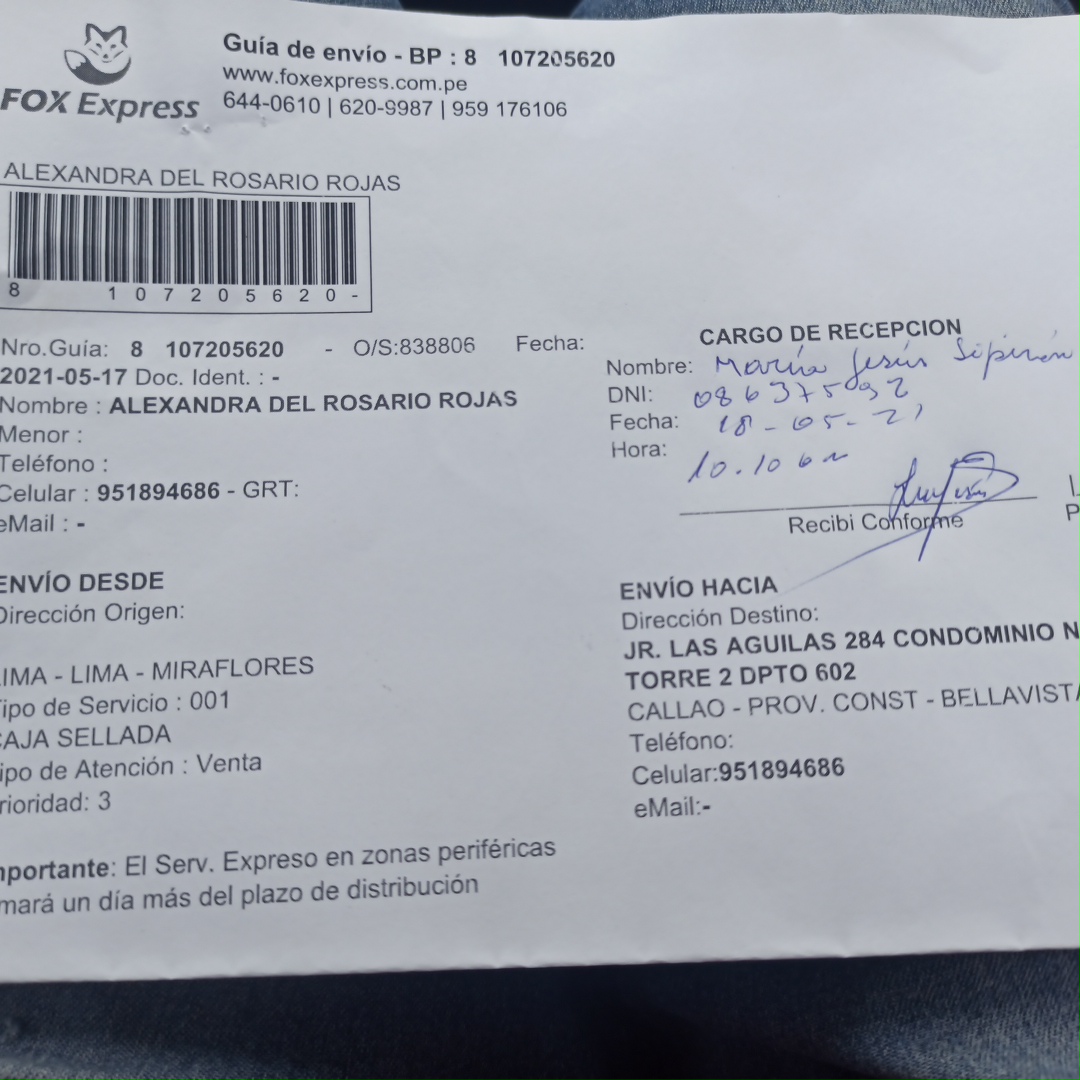 FOX Express
Guía de envío - BP : 8 107205620
www.foxexpress.com.pe
644-0610 | 620-9987 | 959 176106
ALEXANDRA DEL ROSARIO ROJAS
8 107205620-
Nro.Guía: 8 107205620 - O/S:838806 Fecha:
2021-05-17 Doc. Ident. : -
Nombre : ALEXANDRA DEL ROSARIO ROJAS
Menor :
Teléfono :
Celular : 951894686 - GRT:
eMail : -
CARGO DE RECEPCION
Nombre: María Jesús
DNI: 08637592
Fecha: 18-05-21
Hora: 10.10
Recibi Conforme
ENVÍO DESDE
Dirección Origen:
LIMA - LIMA - MIRAFLORES
Tipo de Servicio : 001
CAJA SELLADA
Tipo de Atención : Venta
Prioridad: 3
ENVÍO HACIA
Dirección Destino:
JR. LAS AGUILAS 284 CONDOMINIO N
TORRE 2 DPTO 602
CALLAO - PROV. CONST - BELLAVISTA
Teléfono:
Celular:951894686
eMail:-
mportante: El Serv. Expreso en zonas periféricas
mará un día más del plazo de distribución